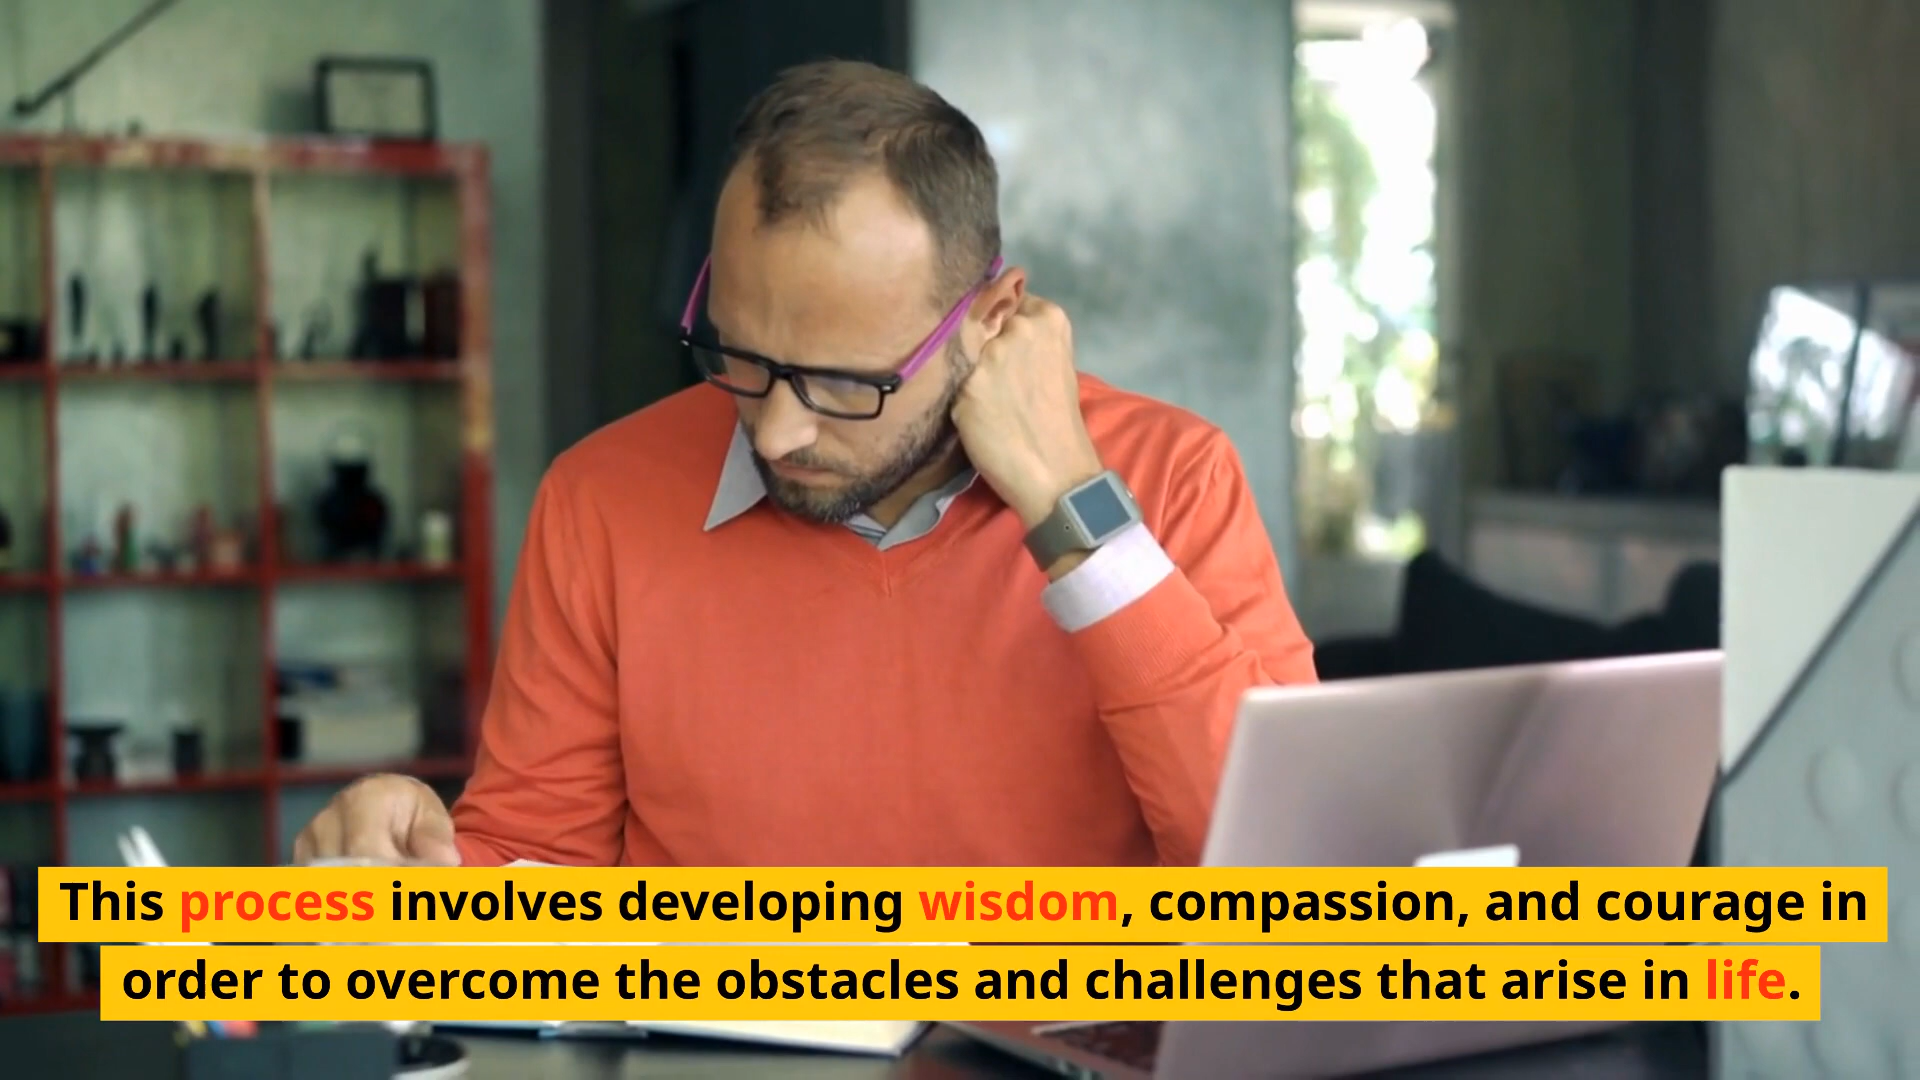 This process involves developing wisdom, compassion, and courage in
order to overcome the obstacles and challenges that arise in life.